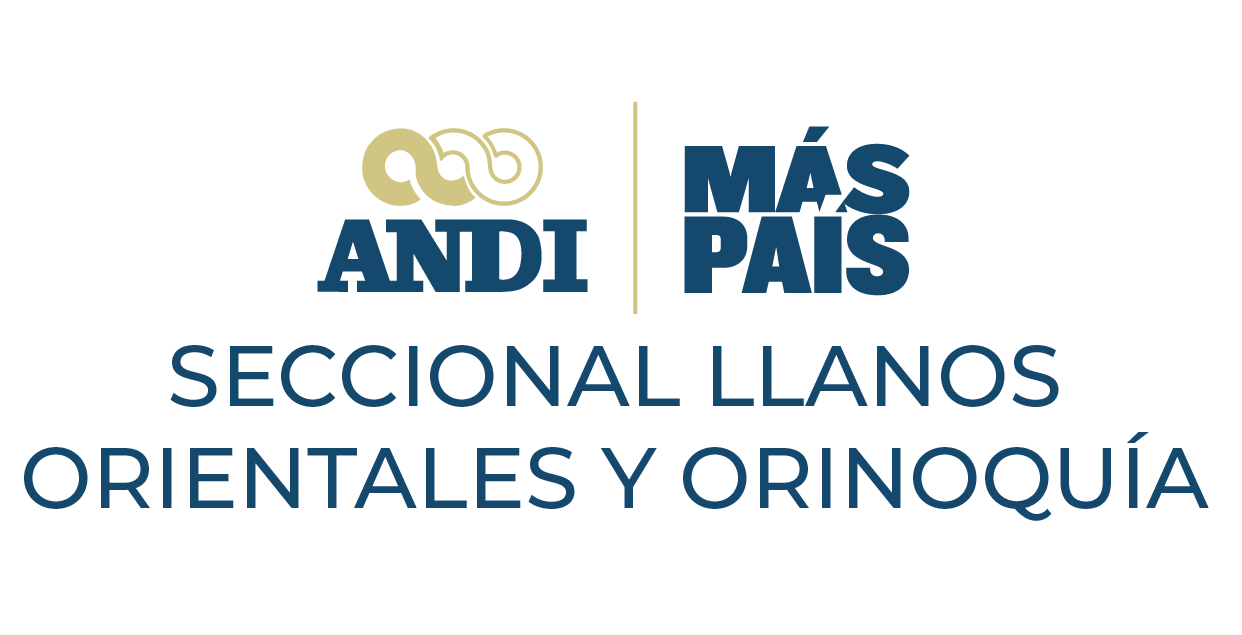 ANDI
MÁS
PAÍS
SECCIONAL LLANOS
ORIENTALES Y ORINOQUÍA